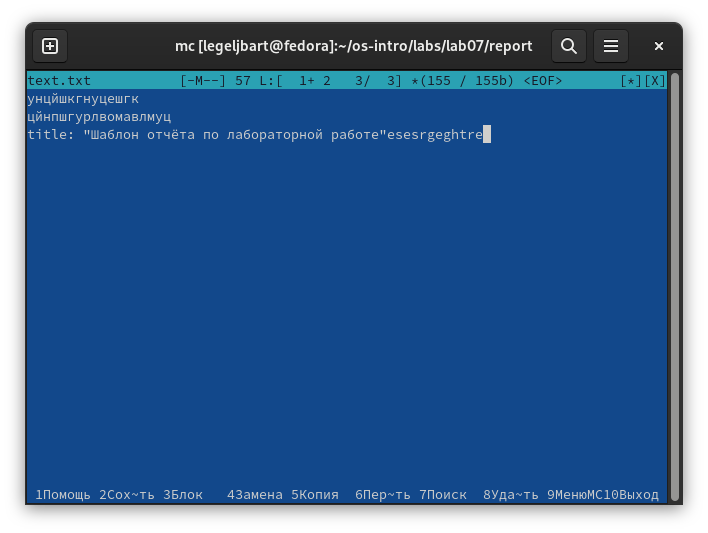 mc [legeljbart@fedora]:~/os-intro/labs/lab07/report
text.txt [-M--] 57 L:[ 1+ 2 3/ 3] *(155 / 155b) <EOF> [*][X]
унцйшкгнуцешгк
цйнпшгурлвомавлмуц
title: "Шаблон отчёта по лабораторной работе"esesrgeghtre
1Помощь 2Сох~ть 3Блок 4Замена 5Копия 6Пер~ть 7Поиск 8Уда~ть 9МенюMC10Выход